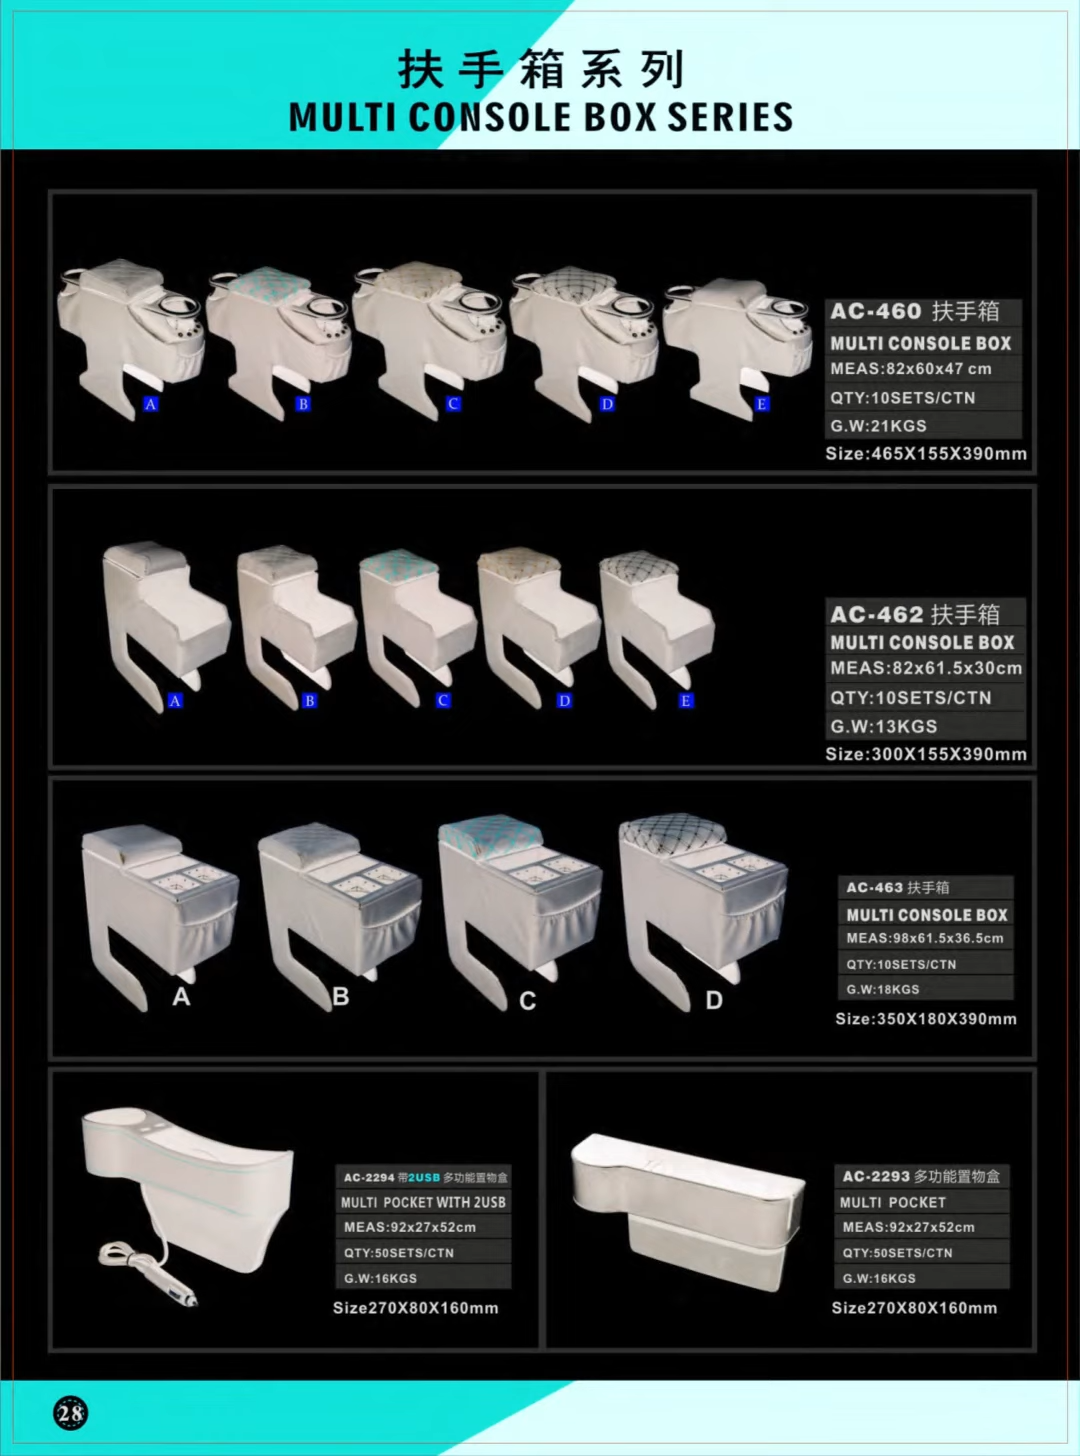 扶手箱系列
MULTI CONSOLE BOX SERIES
A
B
C
D
E
AC-460 扶手箱
MULTI CONSOLE BOX
MEAS:82x60x47 cm
QTY:10SETS/CTN
G.W:21KGS
Size:465X155X390mm
A
B
C
D
E
AC-462 扶手箱
MULTI CONSOLE BOX
MEAS:82x61.5x30cm
QTY:10SETS/CTN
G.W:13KGS
Size:300X155X390mm
A
B
C
D
AC-463 扶手箱
MULTI CONSOLE BOX
MEAS:98x61.5x36.5cm
QTY:10SETS/CTN
G.W:18KGS
Size:350X180X390mm
AC-2294 带2USB 多功能置物盒
MULTI POCKET WITH 2USB
MEAS:92x27x52cm
QTY:50SETS/CTN
G.W:16KGS
Size270X80X160mm
AC-2293 多功能置物盒
MULTI POCKET
MEAS:92x27x52cm
QTY:50SETS/CTN
G.W:16KGS
Size270X80X160mm
28